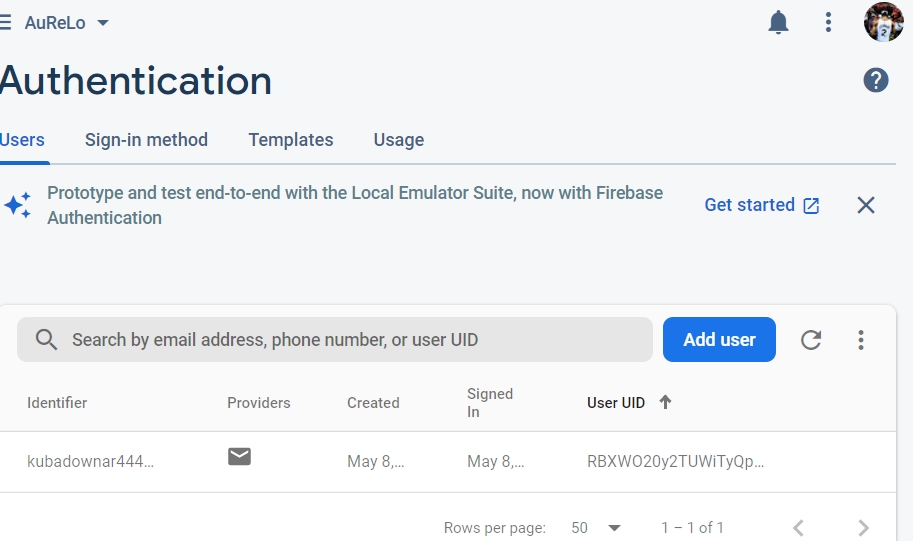 AuReLo
Authentication
Users Sign-in method Templates Usage
Prototype and test end-to-end with the Local Emulator Suite, now with Firebase
Authentication
Get started
Search by email address, phone number, or user UID
Add user
Identifier Providers Created Signed In User UID
kubadownar444... May 8,... May 8,... RBXWO20y2TUWiTyQp...
Rows per page: 50 1 – 1 of 1